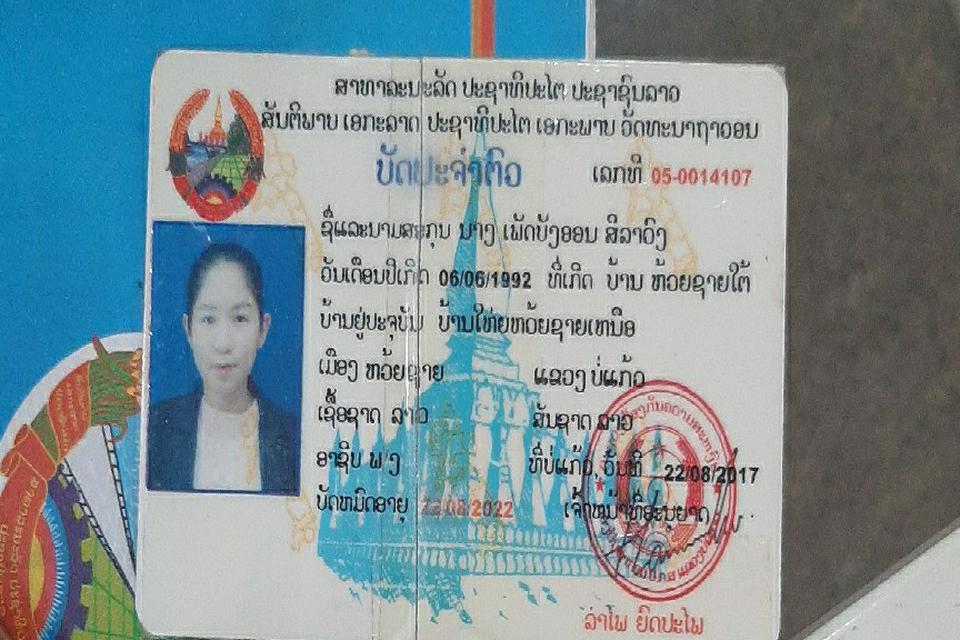 ສາທາລະນະລັດ ປະຊາທິປະໄຕ ປະຊາຊົນລາວ
ສັນຕິພາບ ເອກະລາດ ປະຊາທິປະໄຕ ເອກະພາບ ວັດທະນາຖາວອນ
ບັດປະຈຳຕົວ ເລກທີ 05-0014107
ຊື່ແລະນາມສະກຸນ ນາງ ເພັດບັງອອນ ສີລາວົງ
ວັນເດືອນປີເກີດ 06/06/1992 ທີ່ເກີດ ບ້ານ ຫ້ວຍຊາຍໃຕ້
ບ້ານຢູ່ປະຈຸບັນ ບ້ານໃຫ່ຍຫ້ວຍຊາຍເຫນືອ
ເມືອງ ຫວ້ຍຊາຍ ແຂວງ ບໍ່ແກ້ວ
ເຊື້ອຊາດ ລາວ ສັນຊາດ ລາວ
ອາຊີບ ທີ່ບໍ່ແກ້ວ, ວັນທີ 22/08/2017
ບັດຫມົດອາຍຸ 22/08/2022 ເຈົ້າຫນ້າທີ່ອະນຸຍາດ